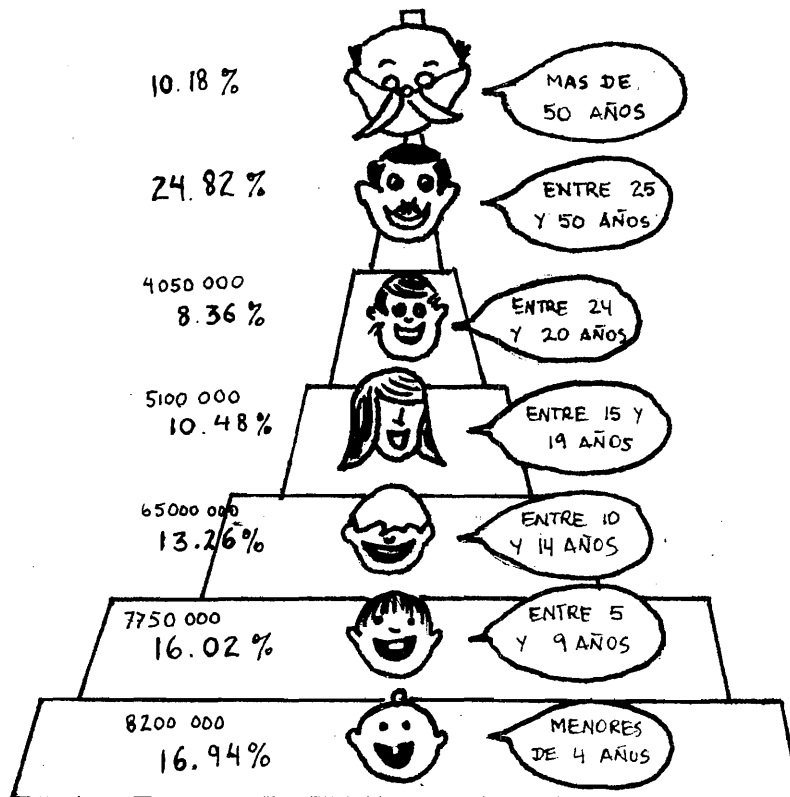 10.18 %
MAS DE
50 AÑOS
24.82 %
ENTRE 25
Y 50 AÑOS
4050 000
8.36 %
ENTRE 24
Y 20 AÑOS
5100 000
10.48 %
ENTRE 15 Y
19 AÑOS
65000 000
13.26 %
ENTRE 10
Y 14 AÑOS
7750 000
16.02 %
ENTRE 5
Y 9 AÑOS
8200 000
16.94 %
MENORES
DE 4 AÑOS